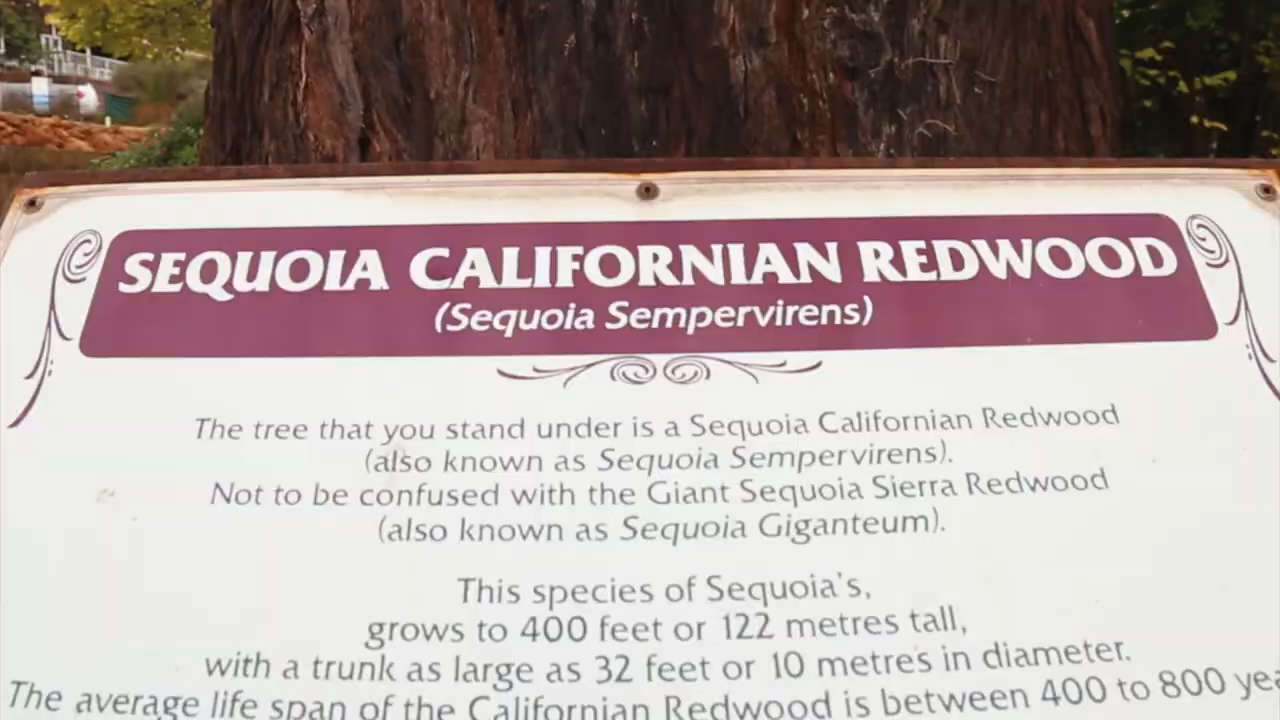 SEQUOIA CALIFORNIAN REDWOOD
(Sequoia Sempervirens)
The tree that you stand under is a Sequoia Californian Redwood
(also known as Sequoia Sempervirens).
Not to be confused with the Giant Sequoia Sierra Redwood
(also known as Sequoia Giganteum).
This species of Sequoia's,
grows to 400 feet or 122 metres tall,
with a trunk as large as 32 feet or 10 metres in diameter.
The average life span of the Californian Redwood is between 400 to 800